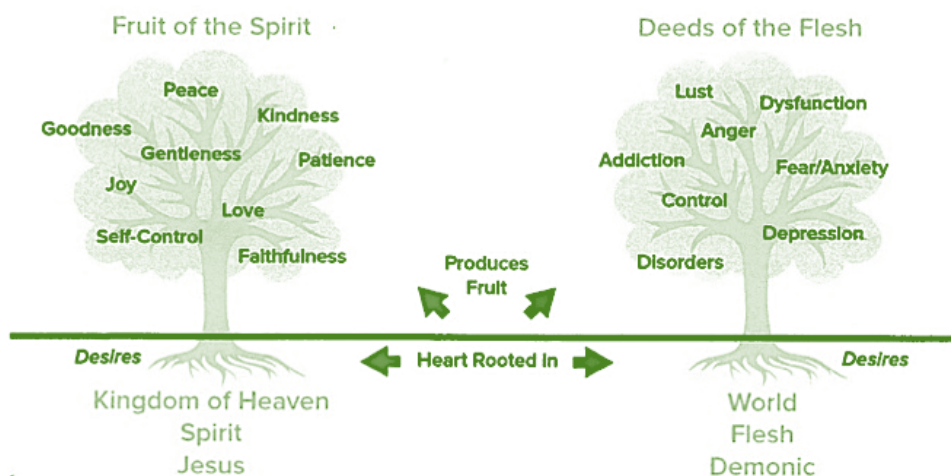 Fruit of the Spirit
Peace
Kindness
Goodness
Gentleness
Patience
Joy
Love
Self-Control
Faithfulness
Deeds of the Flesh
Lust
Dysfunction
Anger
Addiction
Fear/Anxiety
Control
Depression
Disorders
Produces
Fruit
Desires
Heart Rooted In
Desires
Kingdom of Heaven
Spirit
Jesus
World
Flesh
Demonic